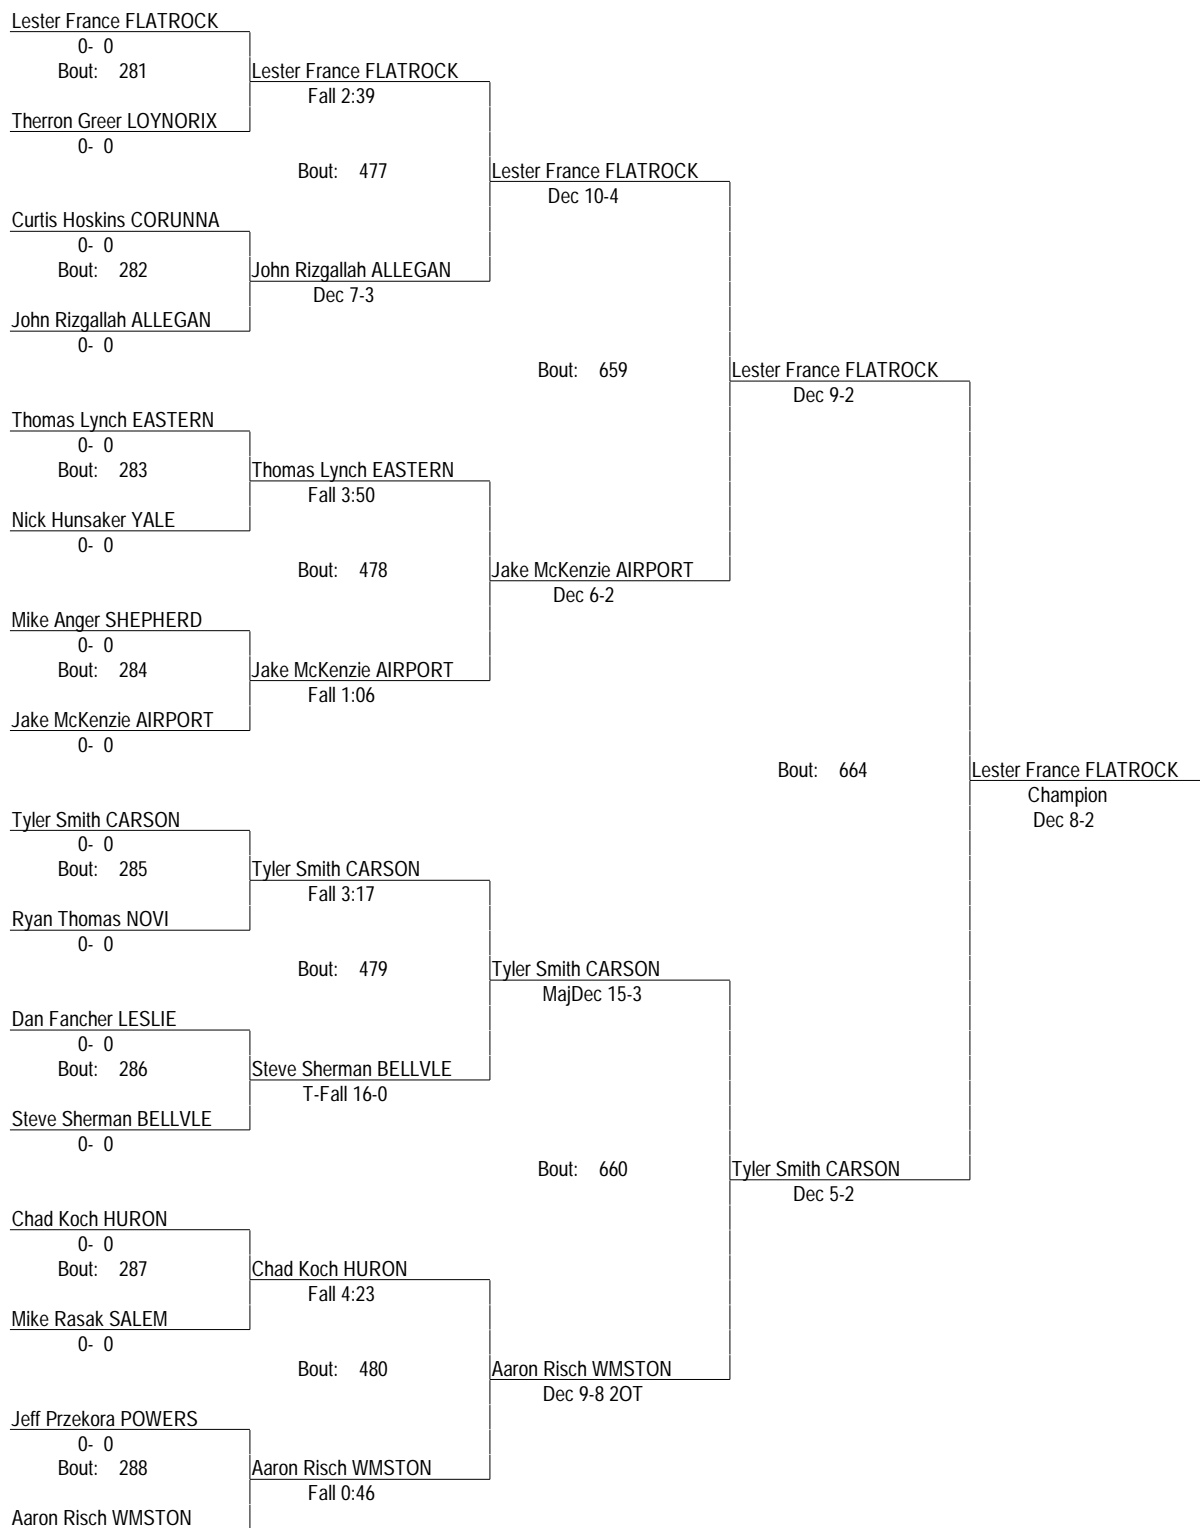 Lester France FLATROCK
0- 0
Bout: 281
Lester France FLATROCK
Fall 2:39
Therron Greer LOYNORIX
0- 0
Bout: 477
Lester France FLATROCK
Dec 10-4
Curtis Hoskins CORUNNA
0- 0
Bout: 282
John Rizgallah ALLEGAN
Dec 7-3
John Rizgallah ALLEGAN
0- 0
Bout: 659
Lester France FLATROCK
Dec 9-2
Thomas Lynch EASTERN
0- 0
Bout: 283
Thomas Lynch EASTERN
Fall 3:50
Nick Hunsaker YALE
0- 0
Bout: 478
Jake McKenzie AIRPORT
Dec 6-2
Mike Anger SHEPHERD
0- 0
Bout: 284
Jake McKenzie AIRPORT
Fall 1:06
Jake McKenzie AIRPORT
0- 0
Bout: 664
Lester France FLATROCK
Champion
Dec 8-2
Tyler Smith CARSON
0- 0
Bout: 285
Tyler Smith CARSON
Fall 3:17
Ryan Thomas NOVI
0- 0
Bout: 479
Tyler Smith CARSON
MajDec 15-3
Dan Fancher LESLIE
0- 0
Bout: 286
Steve Sherman BELLVLE
T-Fall 16-0
Steve Sherman BELLVLE
0- 0
Bout: 660
Tyler Smith CARSON
Dec 5-2
Chad Koch HURON
0- 0
Bout: 287
Chad Koch HURON
Fall 4:23
Mike Rasak SALEM
0- 0
Bout: 480
Aaron Risch WMSTON
Dec 9-8 2OT
Jeff Przekora POWERS
0- 0
Bout: 288
Aaron Risch WMSTON
Fall 0:46
Aaron Risch WMSTON